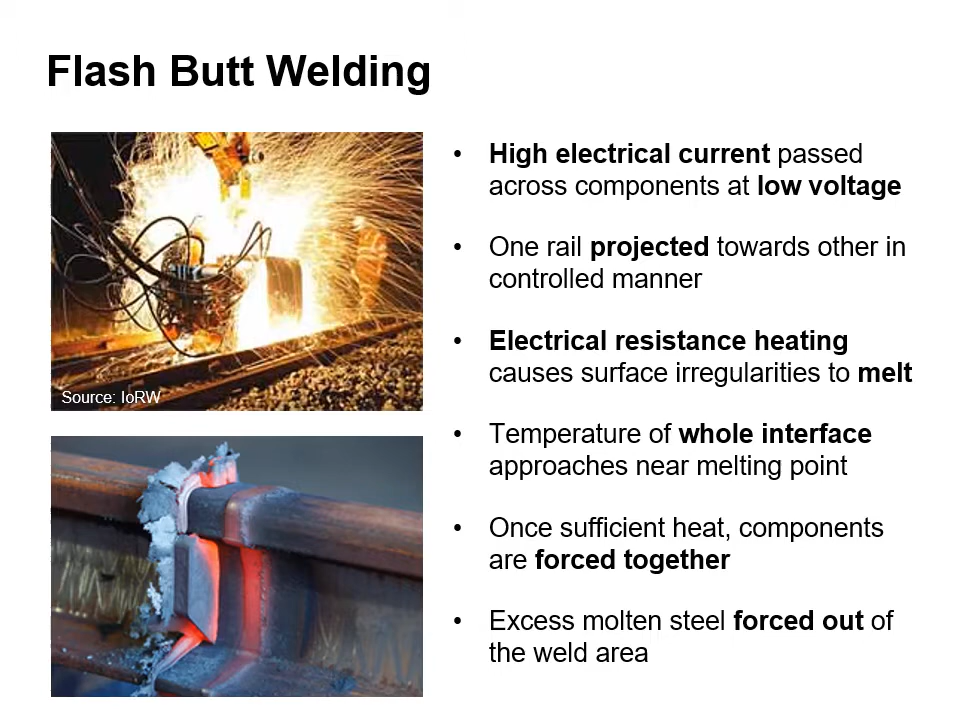 Flash Butt Welding
• High electrical current passed
across components at low voltage
• One rail projected towards other in
controlled manner
• Electrical resistance heating
causes surface irregularities to melt
• Temperature of whole interface
approaches near melting point
• Once sufficient heat, components
are forced together
• Excess molten steel forced out of
the weld area
Source: IoRW